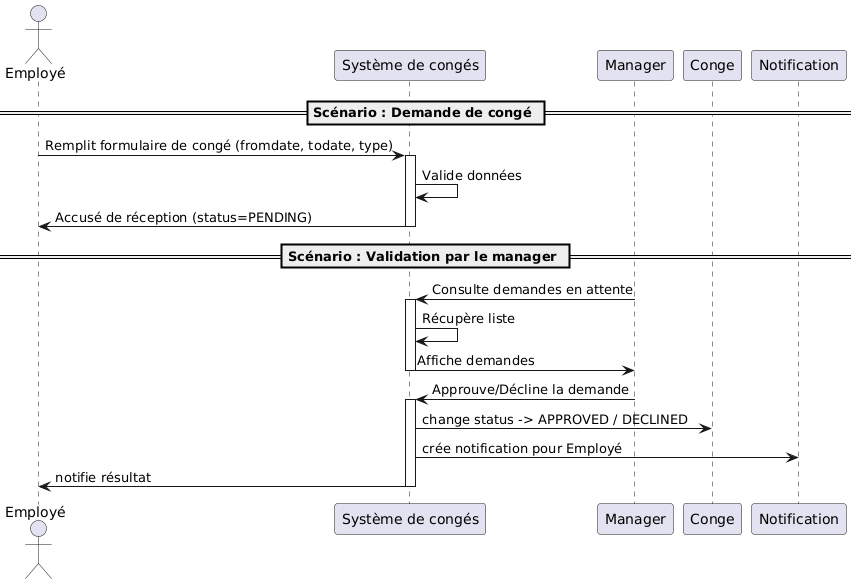 Employé
Système de congés
Manager
Conge
Notification
Scénario : Demande de congé
Remplit formulaire de congé (fromdate, todate, type)
Valide données
Accusé de réception (status=PENDING)
Scénario : Validation par le manager
Consulte demandes en attente
Récupère liste
Affiche demandes
Approuve/Décline la demande
change status -> APPROVED / DECLINED
crée notification pour Employé
notifie résultat
Employé
Système de congés
Manager
Conge
Notification